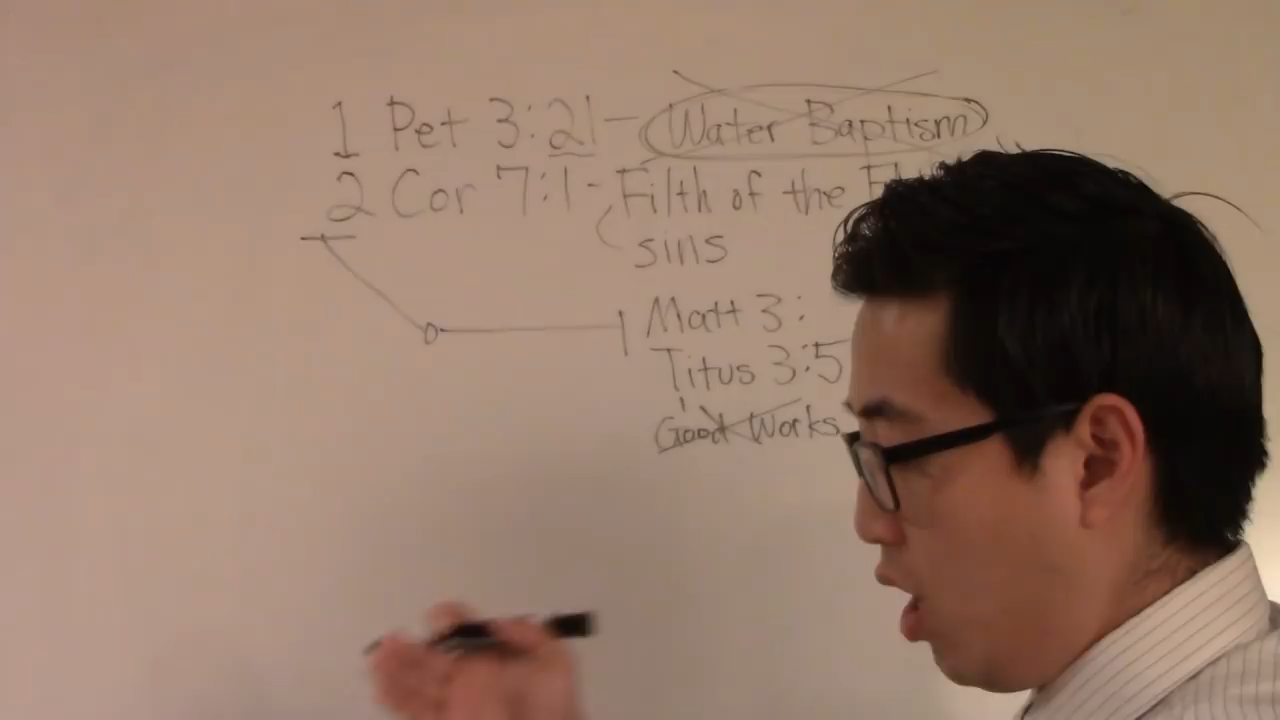 1 Pet 3:21 - Water Baptism
2 Cor 7:1 - Filth of the
sins
Matt 3:
Titus 3:5
Good Works